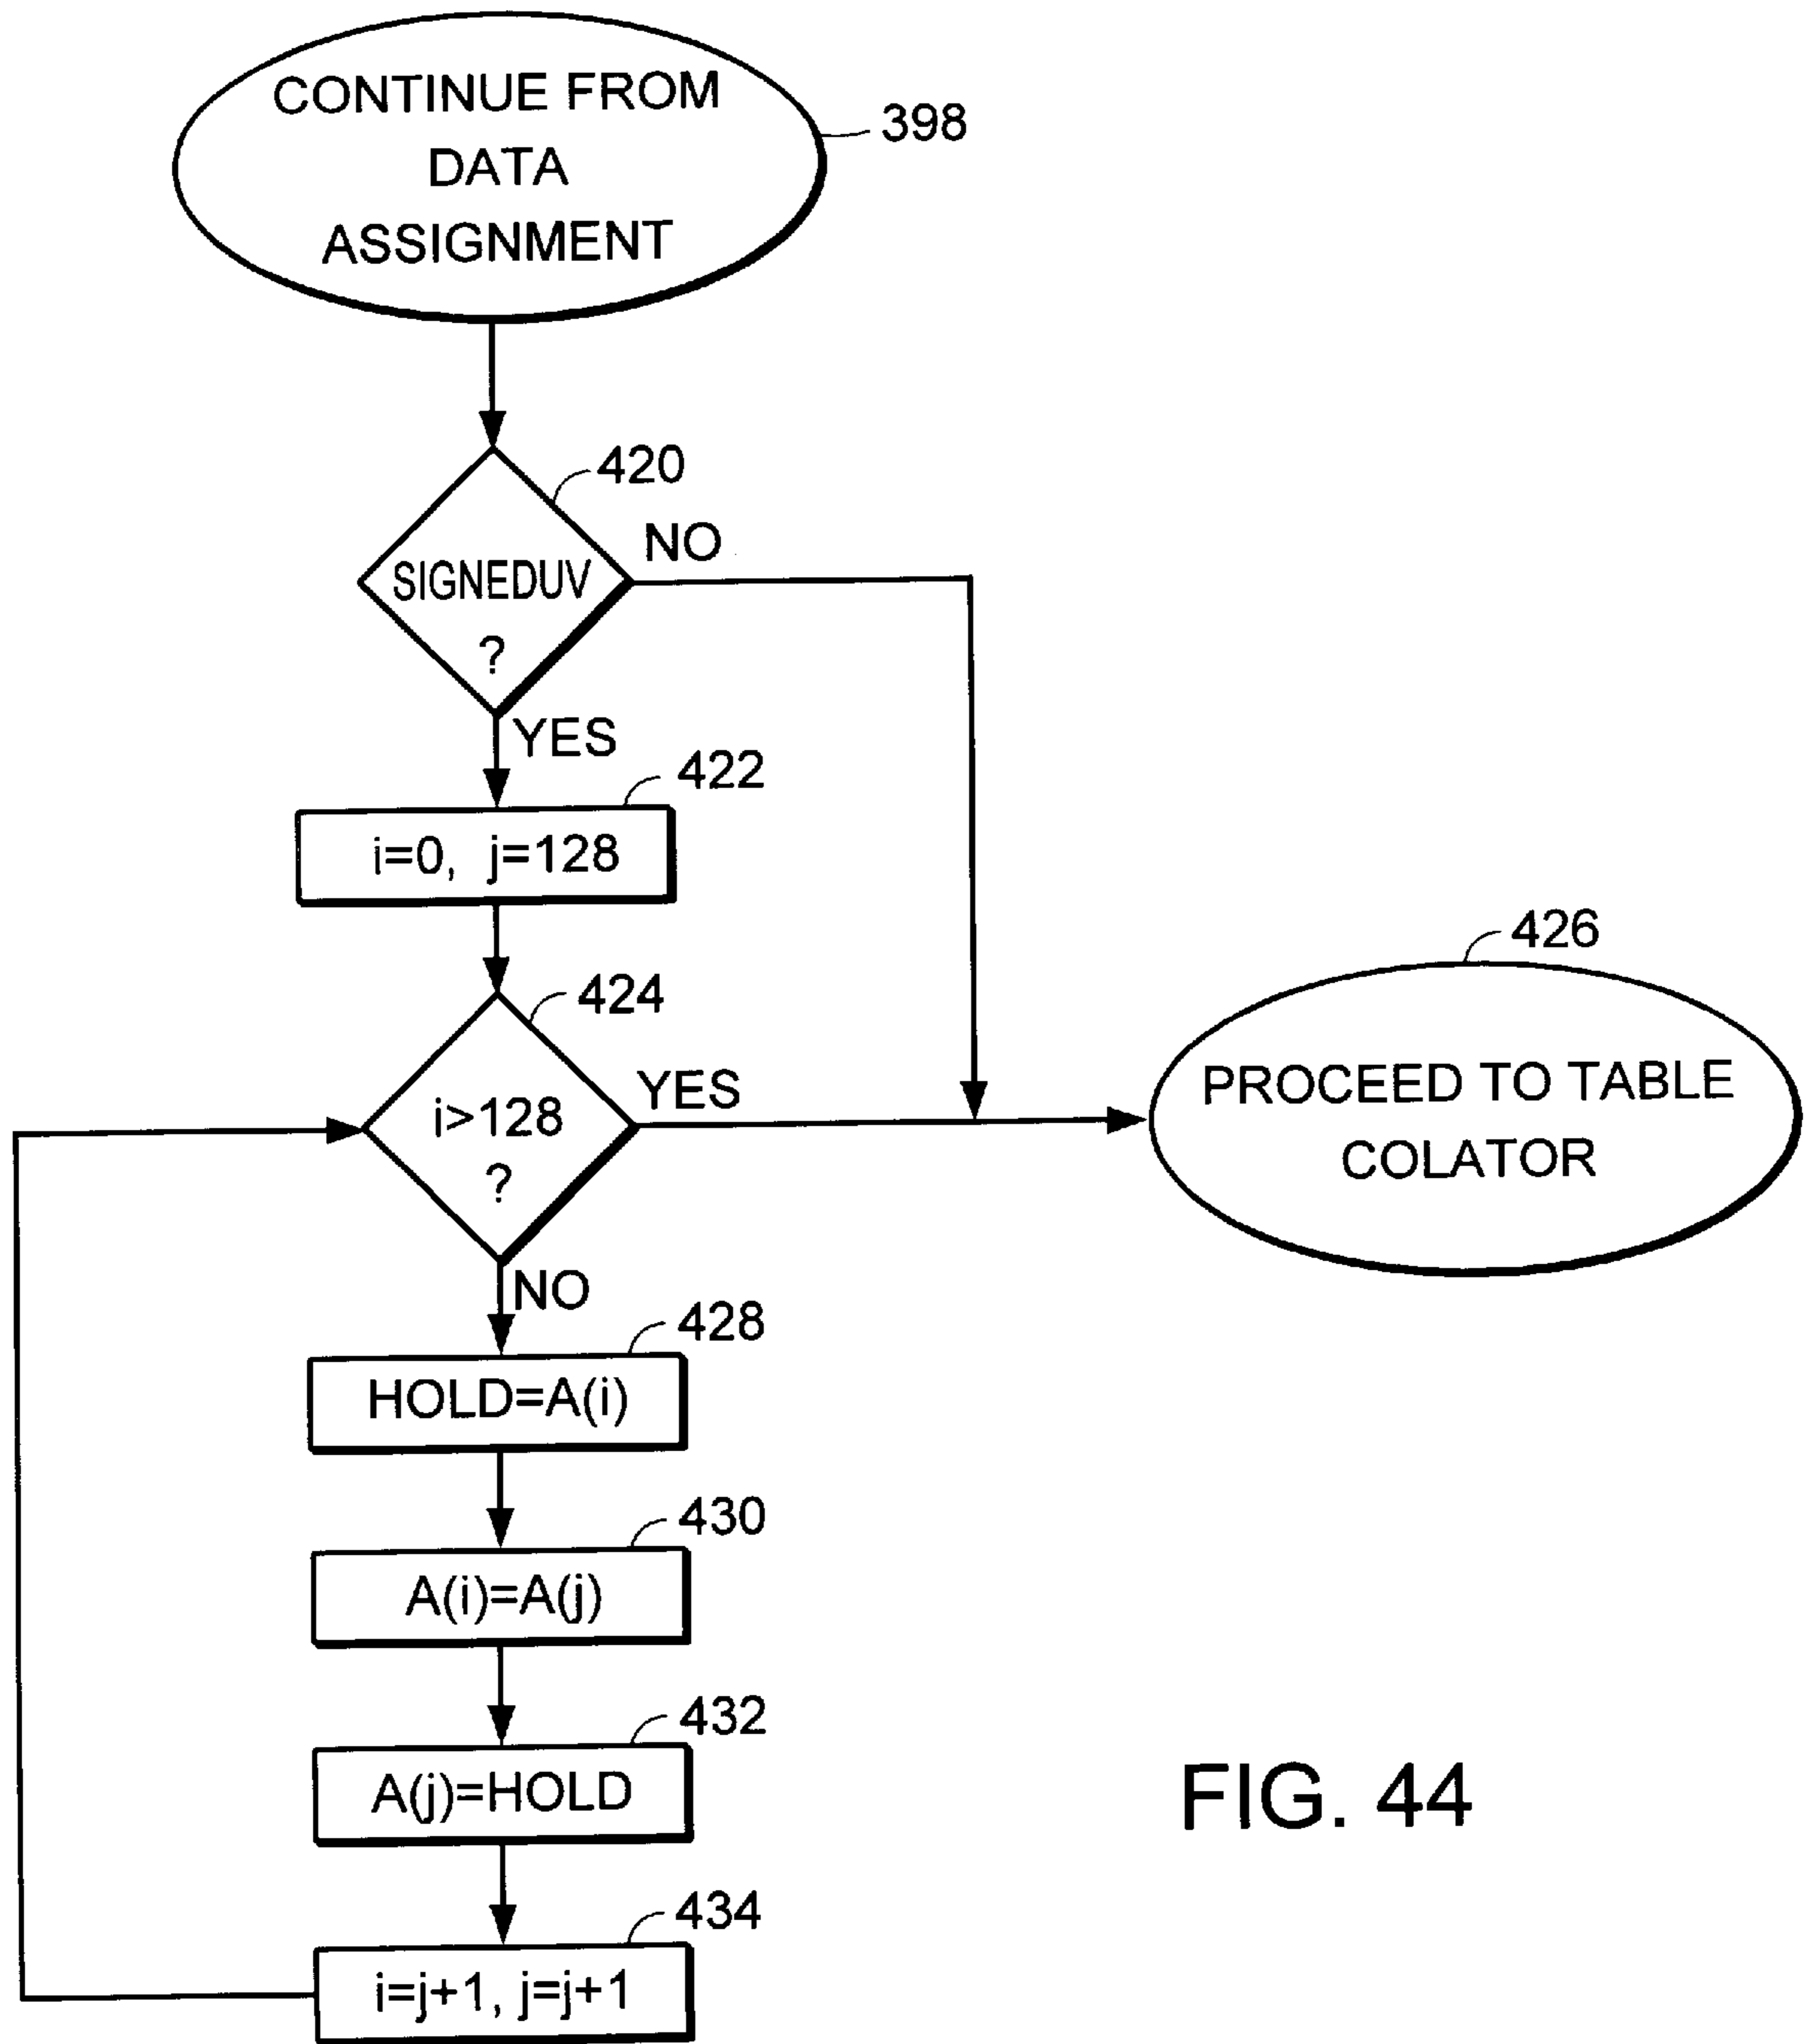 CONTINUE FROM
DATA
ASSIGNMENT
398
420
SIGNEDUV
?
NO
YES
422
i=0, j=128
424
i>128
?
YES
426
PROCEED TO TABLE
COLATOR
NO
428
HOLD=A(i)
430
A(i)=A(j)
432
A(j)=HOLD
434
i=j+1, j=j+1
FIG. 44